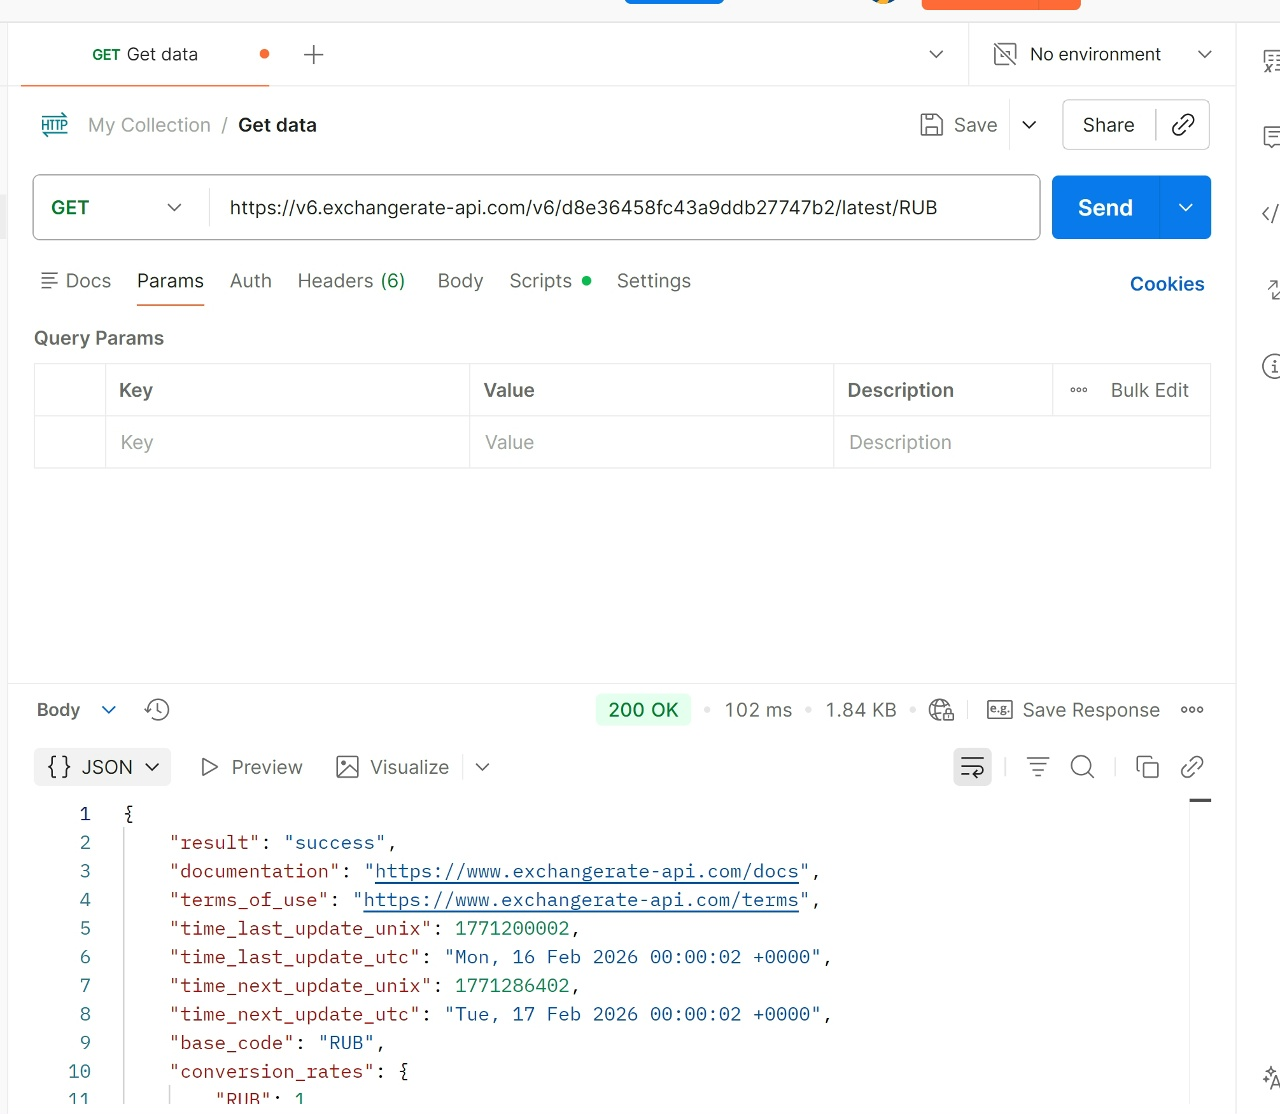 GET Get data
No environment
My Collection / Get data
Save
Share
GET
https://v6.exchangerate-api.com/v6/d8e36458fc43a9ddb27747b2/latest/RUB
Send
Docs Params Auth Headers (6) Body Scripts Settings
Cookies
Query Params
Key Value Description Bulk Edit
Key Value Description
Body 200 OK 102 ms 1.84 KB e.g. Save Response
{} JSON Preview Visualize
1 {
2 "result": "success",
3 "documentation": "https://www.exchangerate-api.com/docs",
4 "terms_of_use": "https://www.exchangerate-api.com/terms",
5 "time_last_update_unix": 1771200002,
6 "time_last_update_utc": "Mon, 16 Feb 2026 00:00:02 +0000",
7 "time_next_update_unix": 1771286402,
8 "time_next_update_utc": "Tue, 17 Feb 2026 00:00:02 +0000",
9 "base_code": "RUB",
10 "conversion_rates": {
11 "RUB": 1